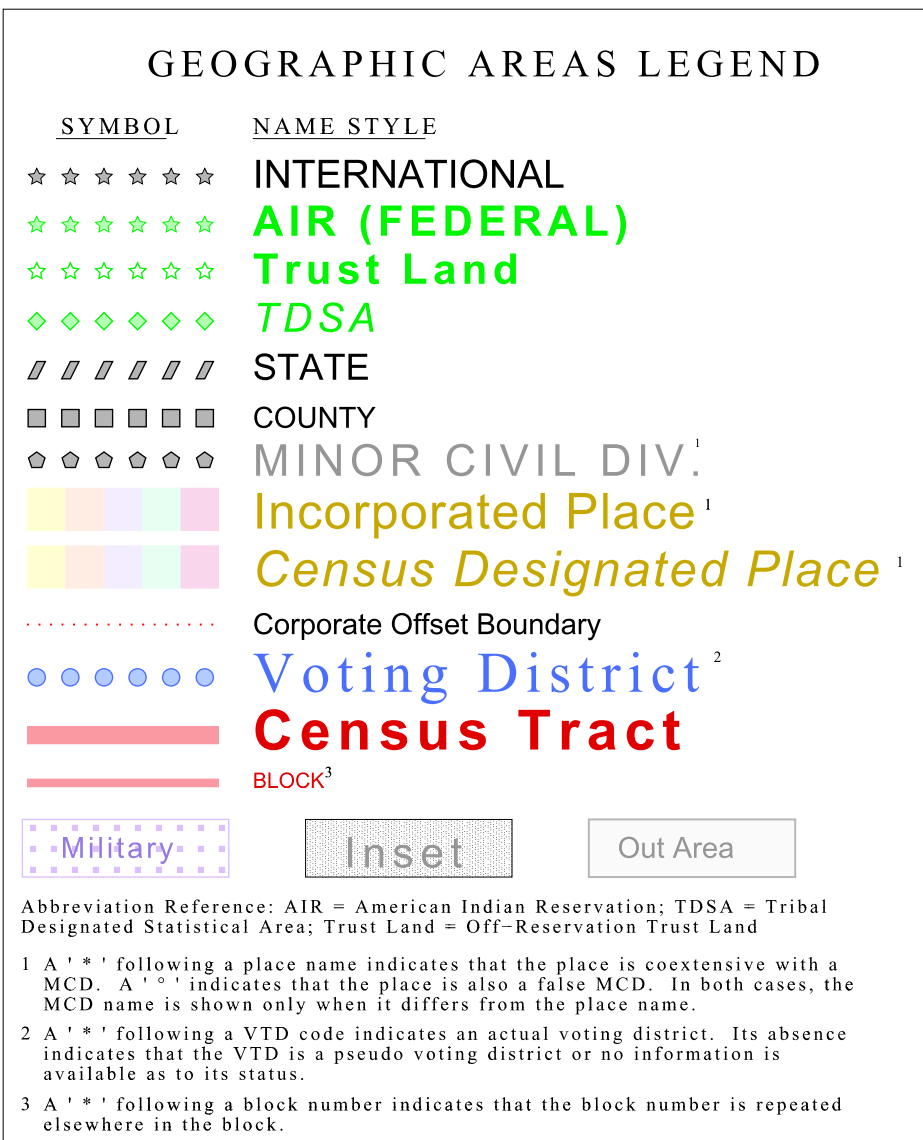 GEOGRAPHIC AREAS LEGEND
SYMBOL NAME STYLE
INTERNATIONAL
AIR (FEDERAL)
Trust Land
TDSA
STATE
COUNTY
MINOR CIVIL DIV. 1
Incorporated Place 1
Census Designated Place 1
Corporate Offset Boundary
Voting District 2
Census Tract
BLOCK 3
Military Inset Out Area
Abbreviation Reference: AIR = American Indian Reservation; TDSA = Tribal
Designated Statistical Area; Trust Land = Off−Reservation Trust Land
1 A ' * ' following a place name indicates that the place is coextensive with a
MCD. A ' ° ' indicates that the place is also a false MCD. In both cases, the
MCD name is shown only when it differs from the place name.
2 A ' * ' following a VTD code indicates an actual voting district. Its absence
indicates that the VTD is a pseudo voting district or no information is
available as to its status.
3 A ' * ' following a block number indicates that the block number is repeated
elsewhere in the block.